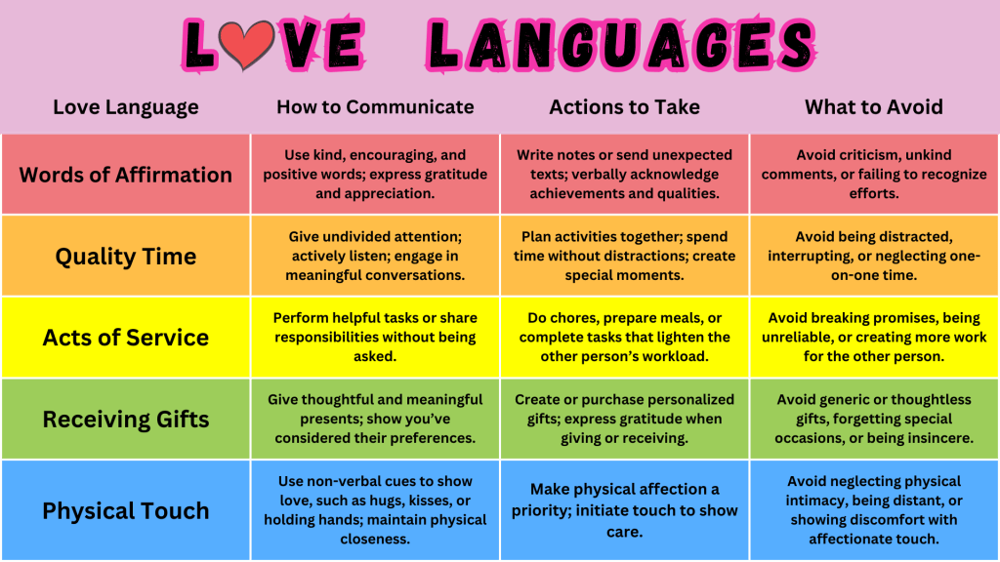 LOVE LANGUAGES
Love Language
How to Communicate
Actions to Take
What to Avoid
Words of Affirmation
Use kind, encouraging, and
positive words; express gratitude
and appreciation.
Write notes or send unexpected
texts; verbally acknowledge
achievements and qualities.
Avoid criticism, unkind
comments, or failing to recognize
efforts.
Quality Time
Give undivided attention;
actively listen; engage in
meaningful conversations.
Plan activities together; spend
time without distractions; create
special moments.
Avoid being distracted,
interrupting, or neglecting one-
on-one time.
Acts of Service
Perform helpful tasks or share
responsibilities without being
asked.
Do chores, prepare meals, or
complete tasks that lighten the
other person’s workload.
Avoid breaking promises, being
unreliable, or creating more work
for the other person.
Receiving Gifts
Give thoughtful and meaningful
presents; show you’ve
considered their preferences.
Create or purchase personalized
gifts; express gratitude when
giving or receiving.
Avoid generic or thoughtless
gifts, forgetting special
occasions, or being insincere.
Physical Touch
Use non-verbal cues to show
love, such as hugs, kisses, or
holding hands; maintain physical
closeness.
Make physical affection a
priority; initiate touch to show
care.
Avoid neglecting physical
intimacy, being distant, or
showing discomfort with
affectionate touch.